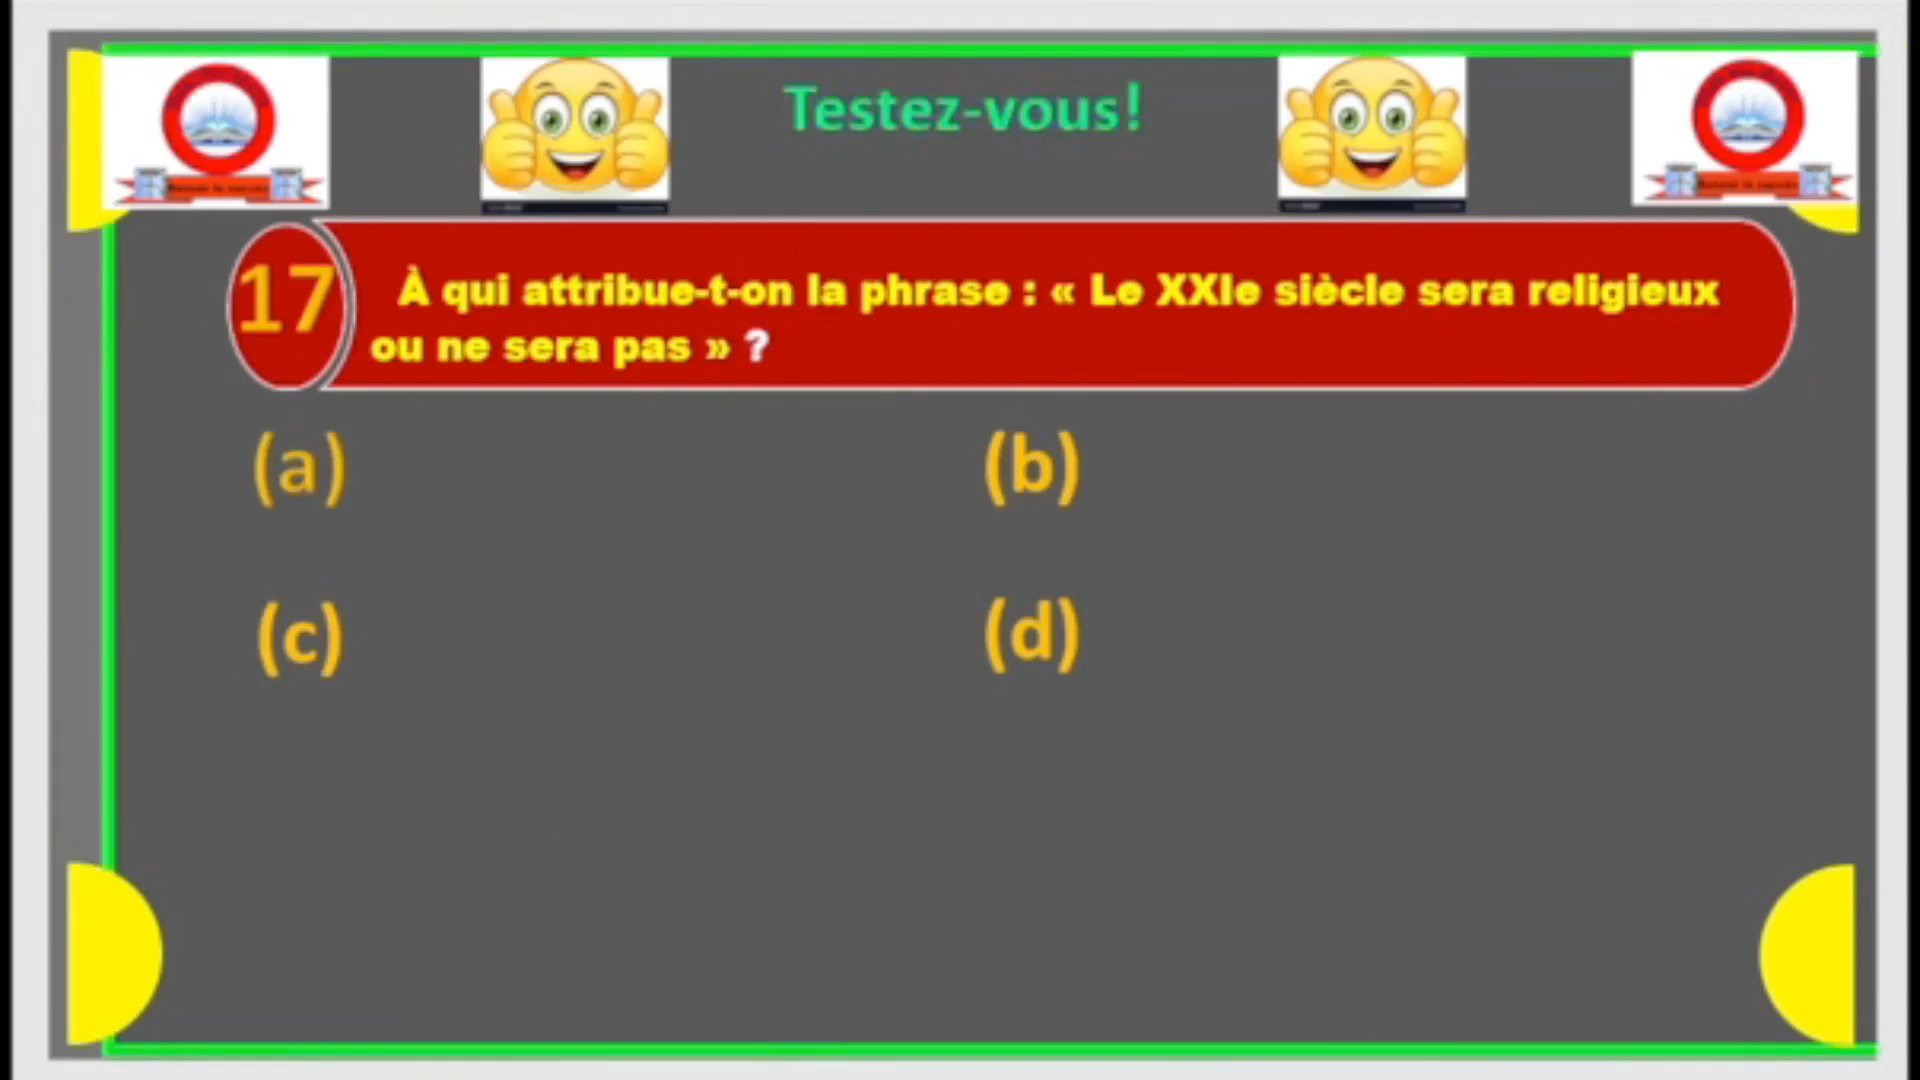 Testez-vous!
17
À qui attribue-t-on la phrase : « Le XXIe siècle sera religieux
ou ne sera pas » ?
(a)
(b)
(c)
(d)